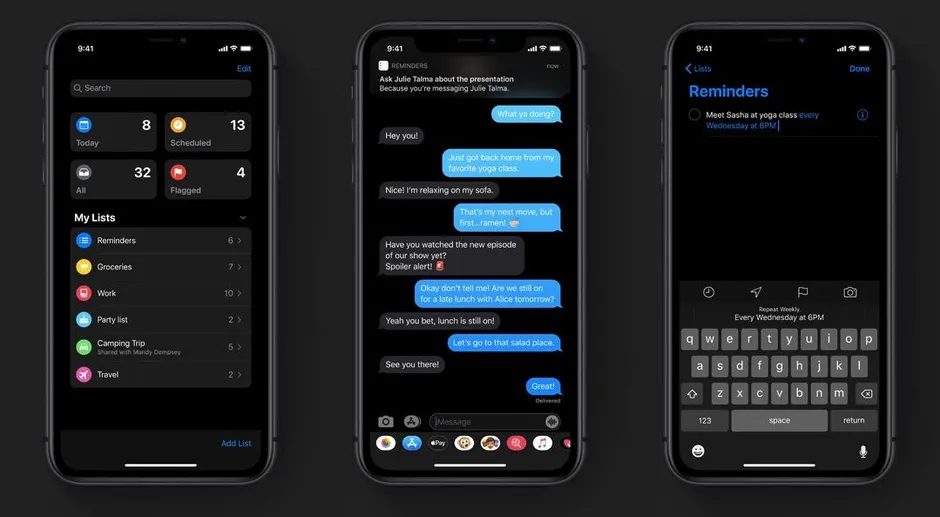 9:41
Edit
Search
8
Today
13
Scheduled
32
All
4
Flagged
My Lists
Reminders 6
Groceries 7
Work 10
Party list 2
Camping Trip 5
Shared with Mandy Dempsey
Travel 2
Add List
9:41
REMINDERS now
Ask Julie Talma about the presentation
Because you're messaging Julie Talma.
What ya doing?
Hey you!
Just got back home from my
favorite yoga class.
Nice! I'm relaxing on my sofa.
That's my next move, but
first...ramen! 🍜
Have you watched the new episode
of our show yet?
Spoiler alert! 🚨
Okay don't tell me! Are we still on
for a late lunch with Alice tomorrow?
Yeah you bet, lunch is still on!
Let's go to that salad place.
See you there!
Great!
Delivered
Message
Pay
9:41
Lists Done
Reminders
Meet Sasha at yoga class every
Wednesday at 6PM
Repeat Weekly
Every Wednesday at 6PM
q w e r t y u i o p
a s d f g h j k l
z x c v b n m
123 space return